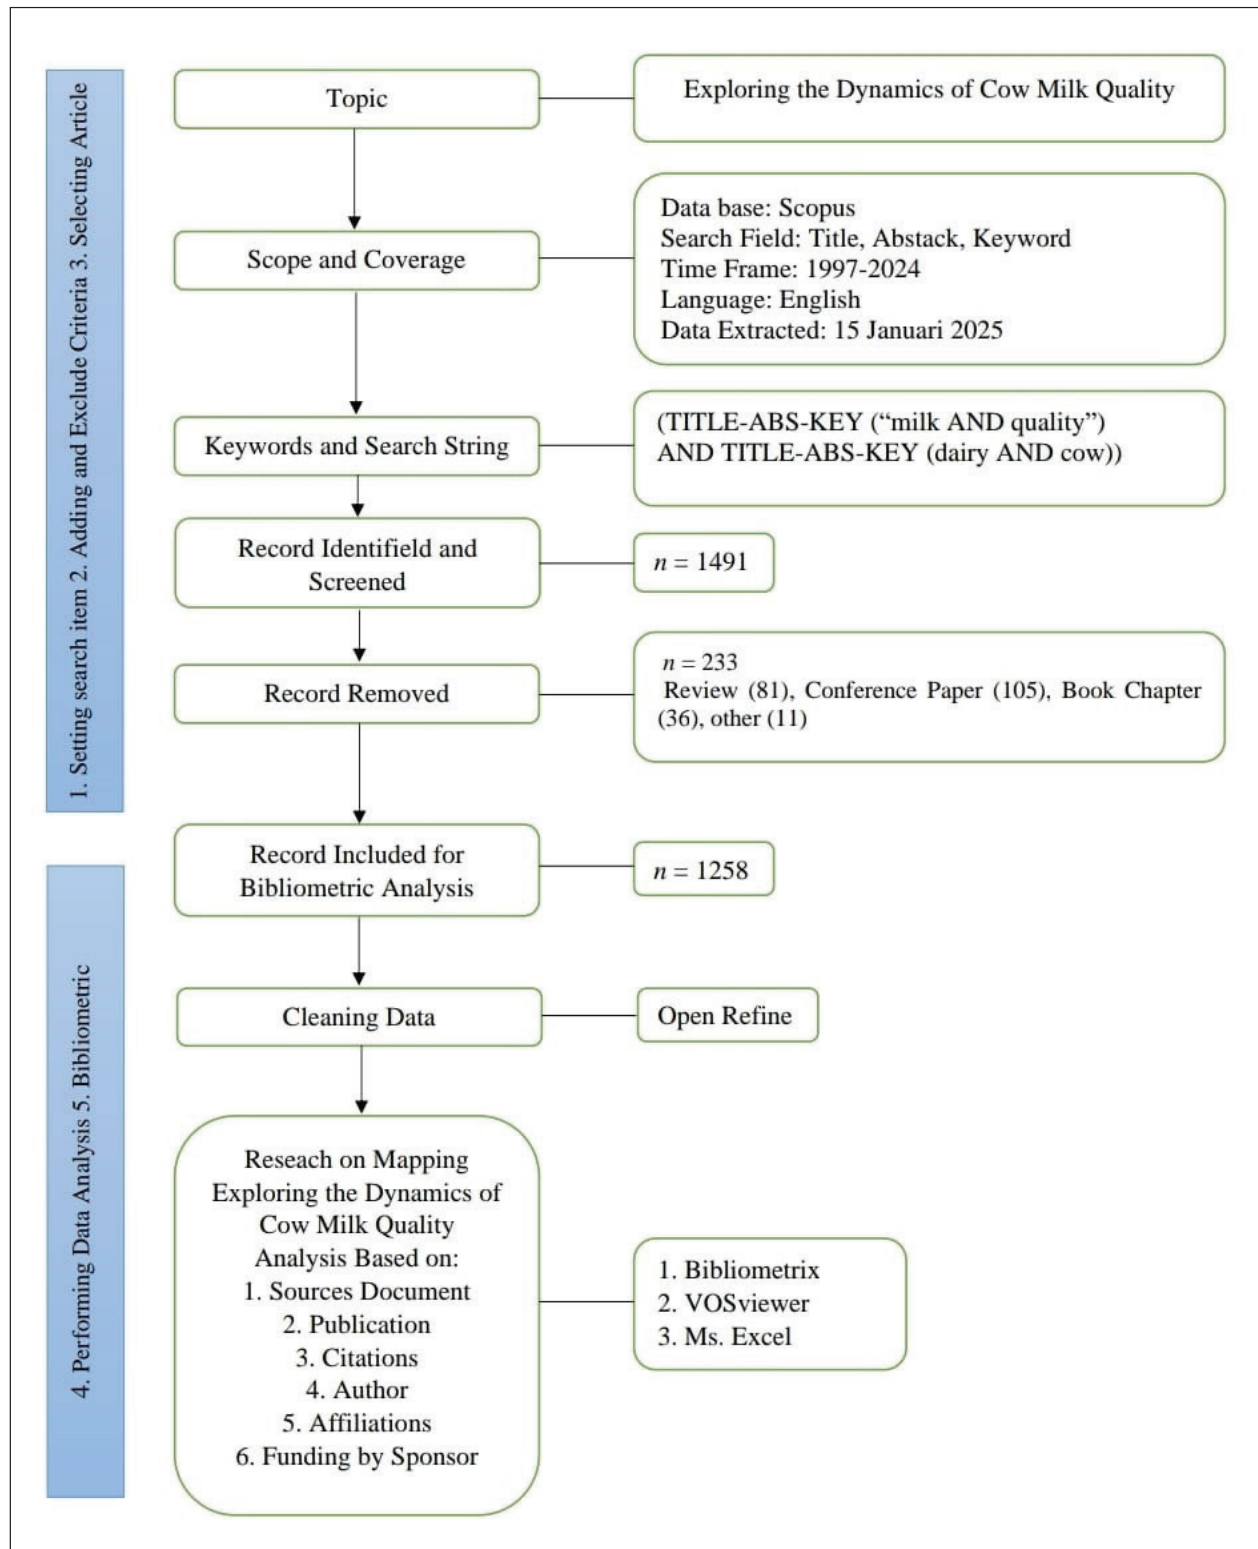 1. Setting search item 2. Adding and Exclude Criteria 3. Selecting Article
Topic
Exploring the Dynamics of Cow Milk Quality
Scope and Coverage
Data base: Scopus
Search Field: Title, Abstack, Keyword
Time Frame: 1997-2024
Language: English
Data Extracted: 15 Januari 2025
Keywords and Search String
(TITLE-ABS-KEY (“milk AND quality”)
AND TITLE-ABS-KEY (dairy AND cow))
Record Identifield and
Screened
n = 1491
Record Removed
n = 233
Review (81), Conference Paper (105), Book Chapter
(36), other (11)
4. Performing Data Analysis 5. Bibliometric
Record Included for
Bibliometric Analysis
n = 1258
Cleaning Data
Open Refine
Reseach on Mapping
Exploring the Dynamics of
Cow Milk Quality
Analysis Based on:
1. Sources Document
2. Publication
3. Citations
4. Author
5. Affiliations
6. Funding by Sponsor
1. Bibliometrix
2. VOSviewer
3. Ms. Excel